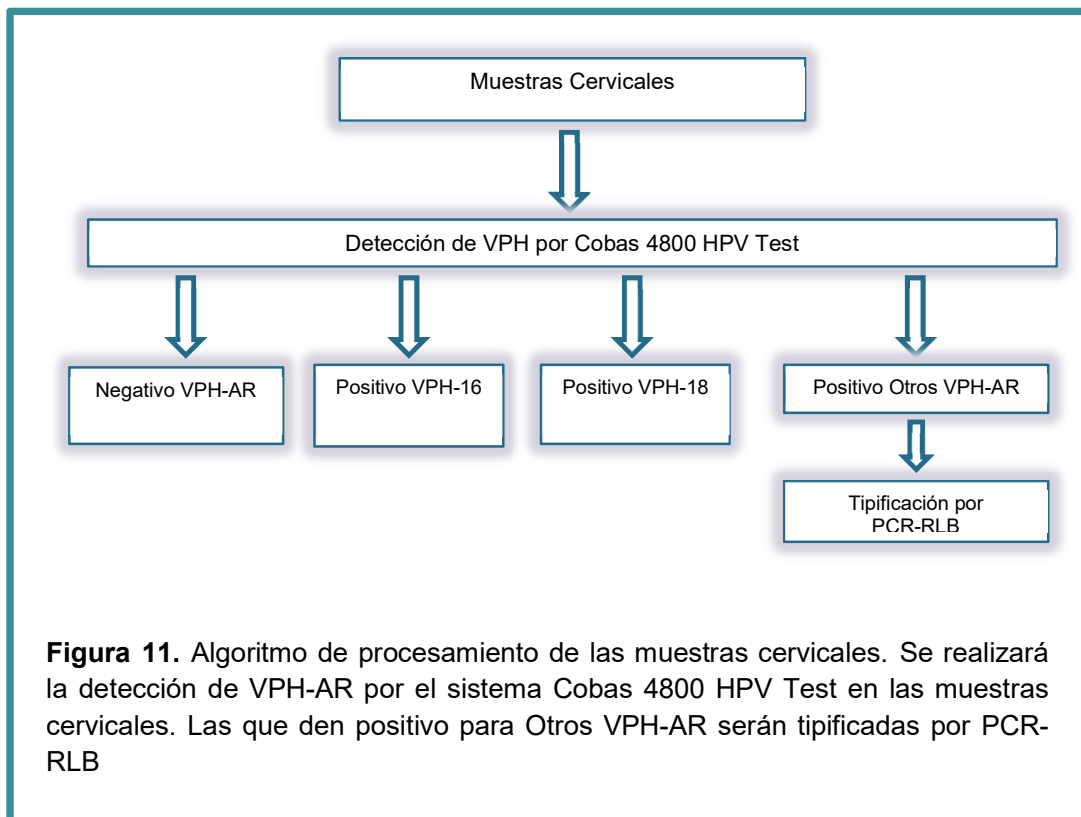 Muestras Cervicales
Detección de VPH por Cobas 4800 HPV Test
Negativo VPH-AR
Positivo VPH-16
Positivo VPH-18
Positivo Otros VPH-AR
Tipificación por
PCR-RLB
Figura 11. Algoritmo de procesamiento de las muestras cervicales. Se realizará
la detección de VPH-AR por el sistema Cobas 4800 HPV Test en las muestras
cervicales. Las que den positivo para Otros VPH-AR serán tipificadas por PCR-
RLB